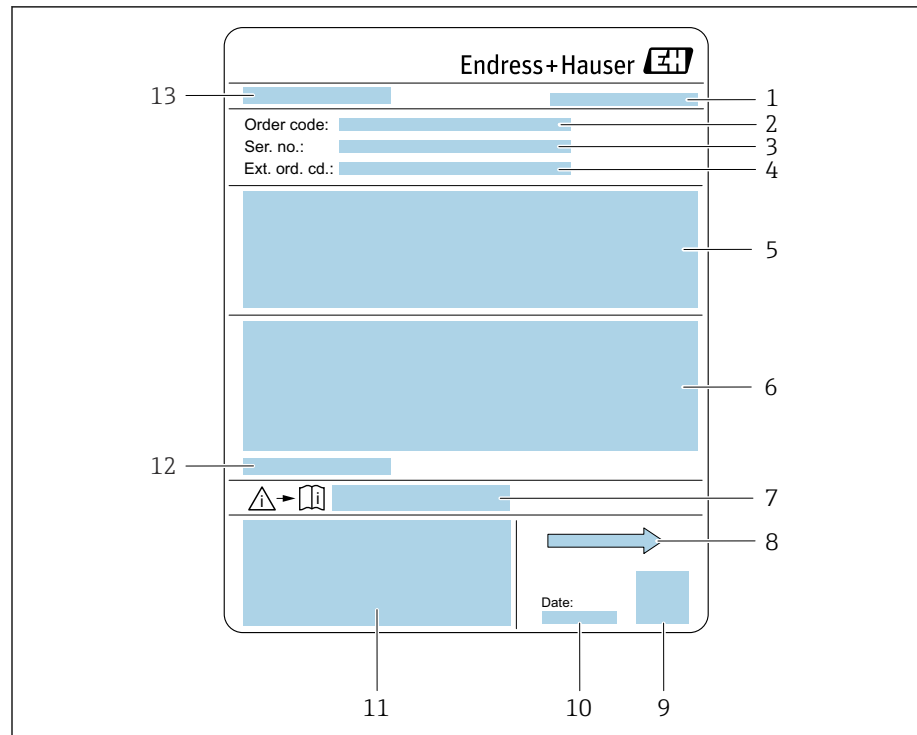 Endress+Hauser EH
13
1
Order code:
2
Ser. no.:
3
Ext. ord. cd.:
4
5
6
12
i i
7
8
Date:
11
10
9